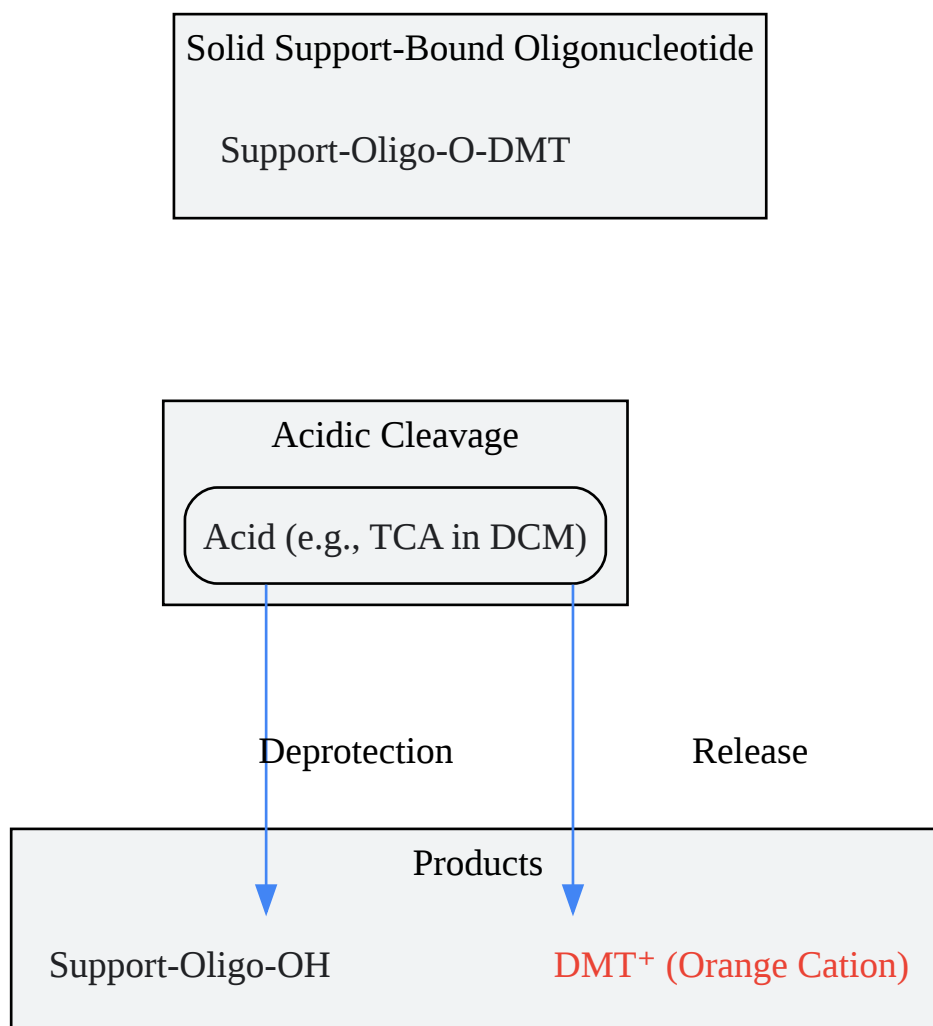 Solid Support-Bound Oligonucleotide
Support-Oligo-O-DMT
Acidic Cleavage
Acid (e.g., TCA in DCM)
Deprotection
Release
Products
Support-Oligo-OH
DMT⁺ (Orange Cation)